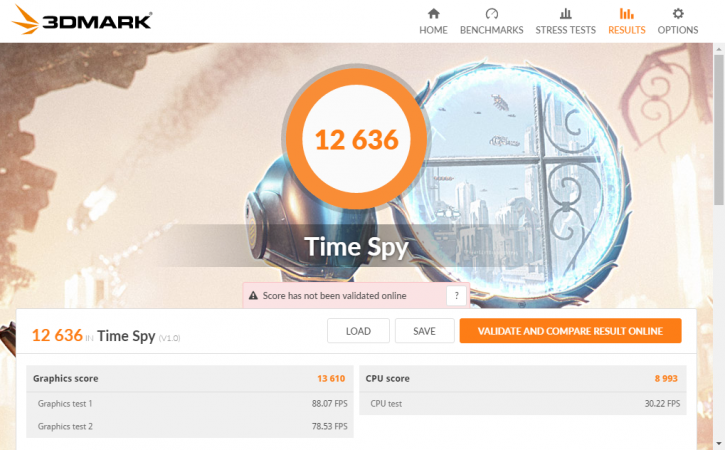 3DMARK®
HOME BENCHMARKS STRESS TESTS RESULTS OPTIONS
12 636
Time Spy
Score has not been validated online ?
12 636 IN Time Spy (V1.0) LOAD SAVE VALIDATE AND COMPARE RESULT ONLINE
Graphics score 13 610 CPU score 8 993
Graphics test 1 88.07 FPS CPU test 30.22 FPS
Graphics test 2 78.53 FPS